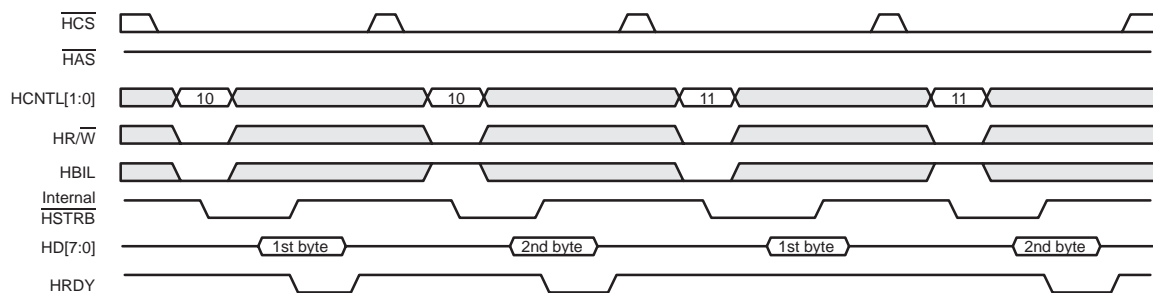 HCS
HAS
HCNTL[1:0] 10 10 11 11
HR/W
HBIL
Internal
HSTRB
HD[7:0] 1st byte 2nd byte 1st byte 2nd byte
HRDY